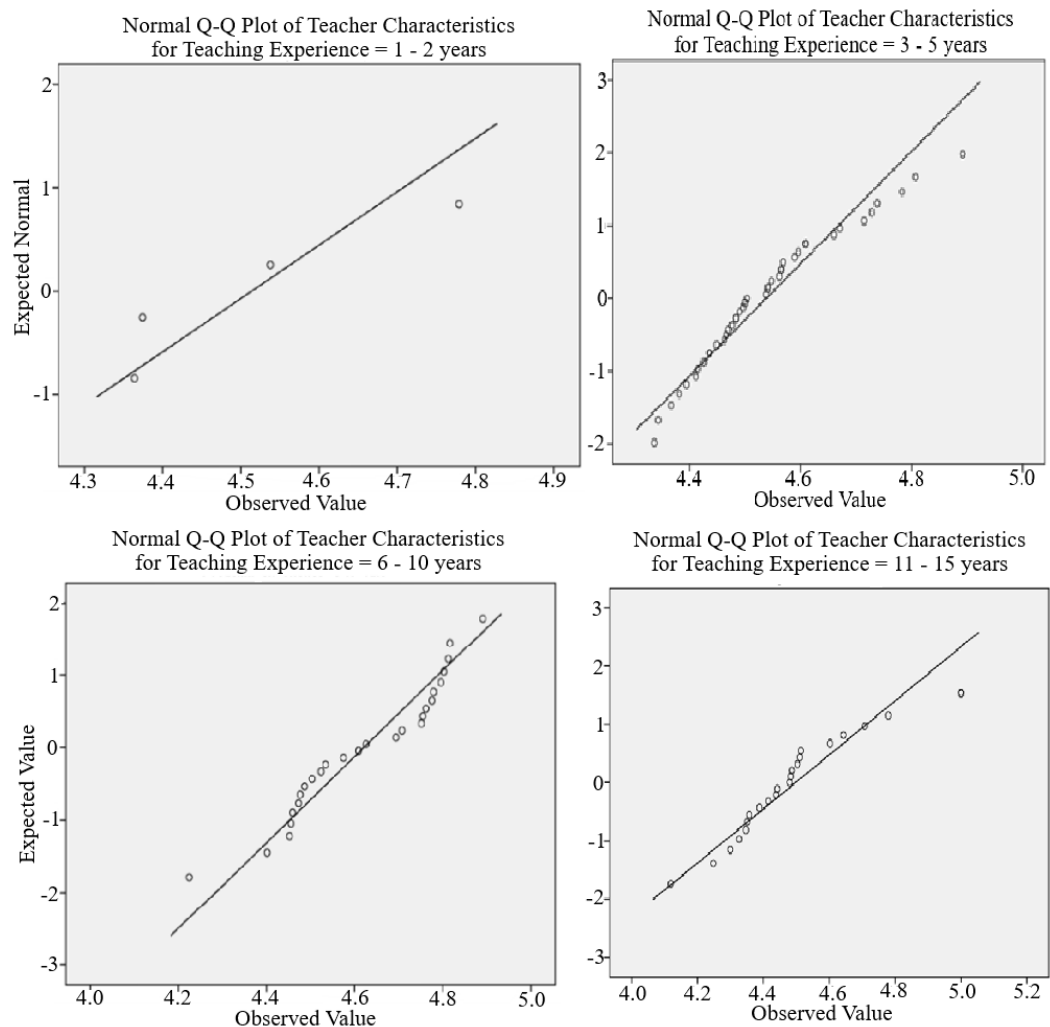 Normal Q-Q Plot of Teacher Characteristics
for Teaching Experience = 1 - 2 years
2
1
0
-1
Expected Normal
4.3 4.4 4.5 4.6 4.7 4.8 4.9
Observed Value
Normal Q-Q Plot of Teacher Characteristics
for Teaching Experience = 3 - 5 years
3
2
1
0
-1
-2
4.4 4.6 4.8 5.0
Observed Value
Normal Q-Q Plot of Teacher Characteristics
for Teaching Experience = 6 - 10 years
2
1
0
-1
-2
-3
Expected Value
4.0 4.2 4.4 4.6 4.8 5.0
Observed Value
Normal Q-Q Plot of Teacher Characteristics
for Teaching Experience = 11 - 15 years
3
2
1
0
-1
-2
-3
4.0 4.2 4.4 4.6 4.8 5.0 5.2
Observed Value